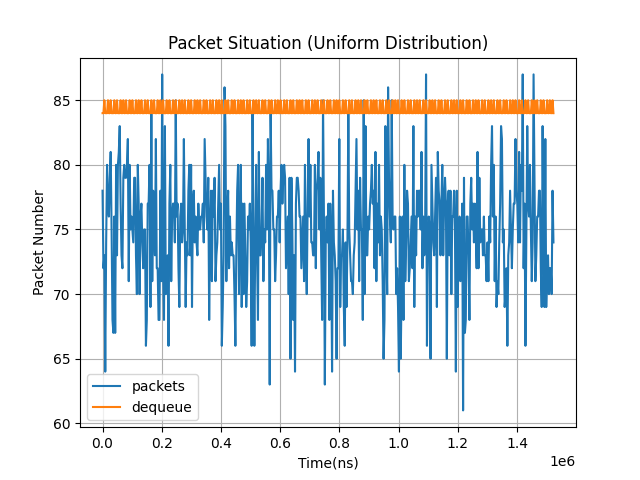 Packet Situation (Uniform Distribution)
Packet Number
85
80
75
70
65
60
packets
dequeue
0.0 0.2 0.4 0.6 0.8 1.0 1.2 1.4
1e6
Time(ns)